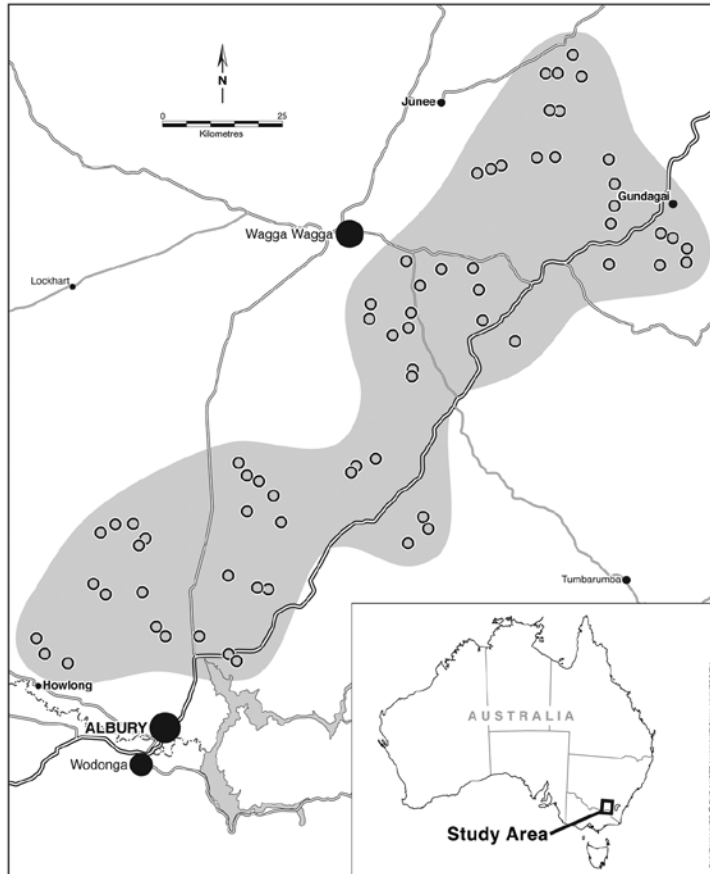 N
Junee
0
25
Kilometres
Gundagai
Wagga Wagga
Lockhart
Tumbarumba
Howlong
ALBURY
Wodonga
AUSTRALIA
Study Area